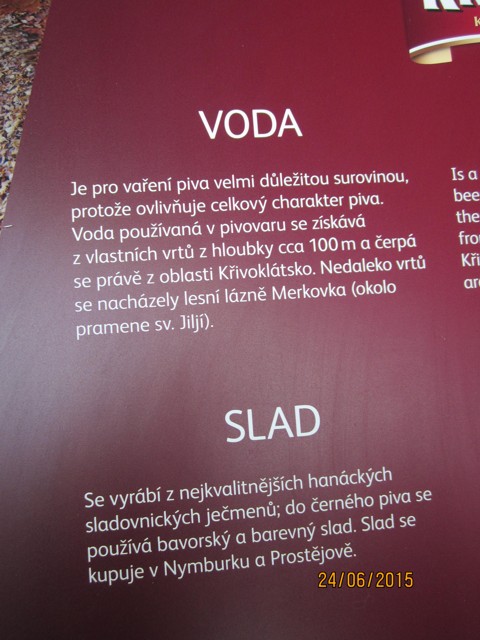 VODA
Je pro vaření piva velmi důležitou surovinou,
protože ovlivňuje celkový charakter piva.
Voda používaná v pivovaru se získává
z vlastních vrtů z hloubky cca 100 m a čerpá
se právě z oblasti Křivoklátsko. Nedaleko vrtů
se nacházely lesní lázně Merkovka (okolo
pramene sv. Jiljí).
Is a
bee
the
fro
Kři
are
SLAD
Se vyrábí z nejkvalitnějších hanáckých
sladovnických ječmenů; do černého piva se
používá bavorský a barevný slad. Slad se
kupuje v Nymburku a Prostějově.
24/06/2015